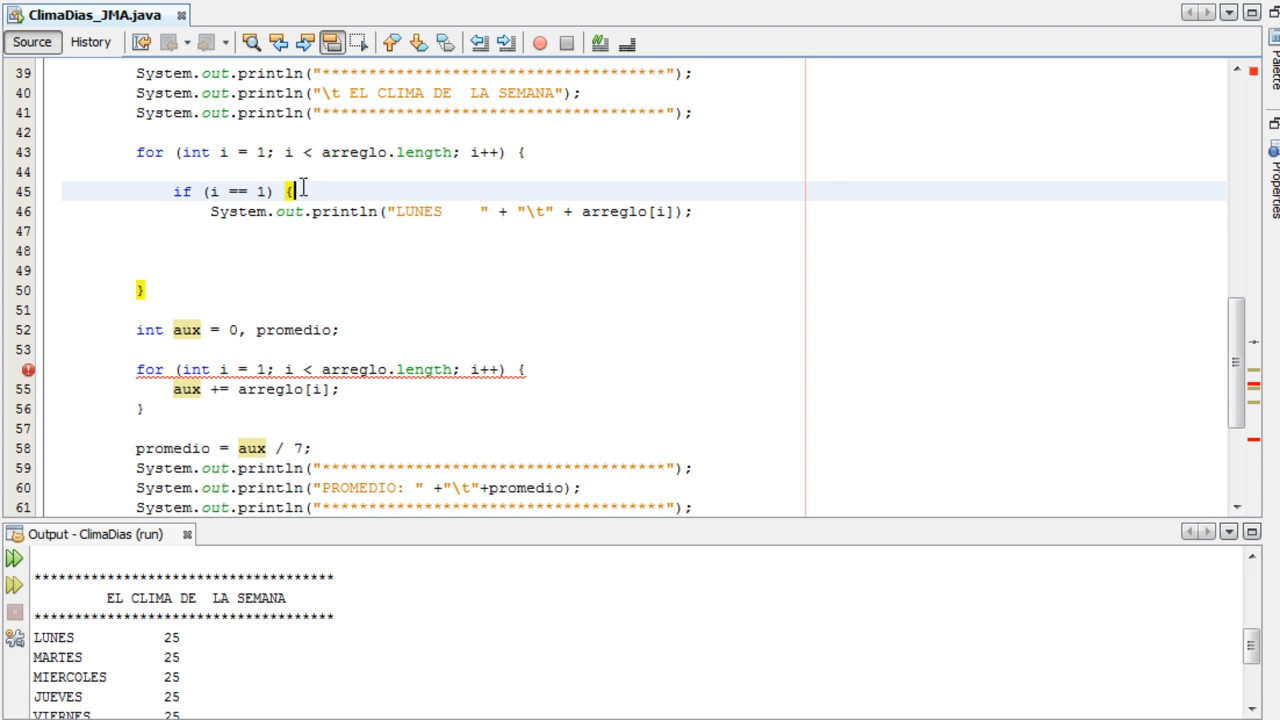 ClimaDias_JMA.java
Source History
Palette
Properties
39 System.out.println("*************************************");
40 System.out.println("\t EL CLIMA DE  LA SEMANA");
41 System.out.println("*************************************");
42
43 for (int i = 1; i < arreglo.length; i++) {
44
45 if (i == 1) {
46 System.out.println("LUNES    " + "\t" + arreglo[i]);
47
48
49
50 }
51
52 int aux = 0, promedio;
53
for (int i = 1; i < arreglo.length; i++) {
55 aux += arreglo[i];
56 }
57
58 promedio = aux / 7;
59 System.out.println("*************************************");
60 System.out.println("PROMEDIO: " +"\t"+promedio);
61 System.out.println("*************************************");
Output - ClimaDias (run)
*************************************
EL CLIMA DE  LA SEMANA
*************************************
LUNES 25
MARTES 25
MIERCOLES 25
JUEVES 25
VIERNES 25